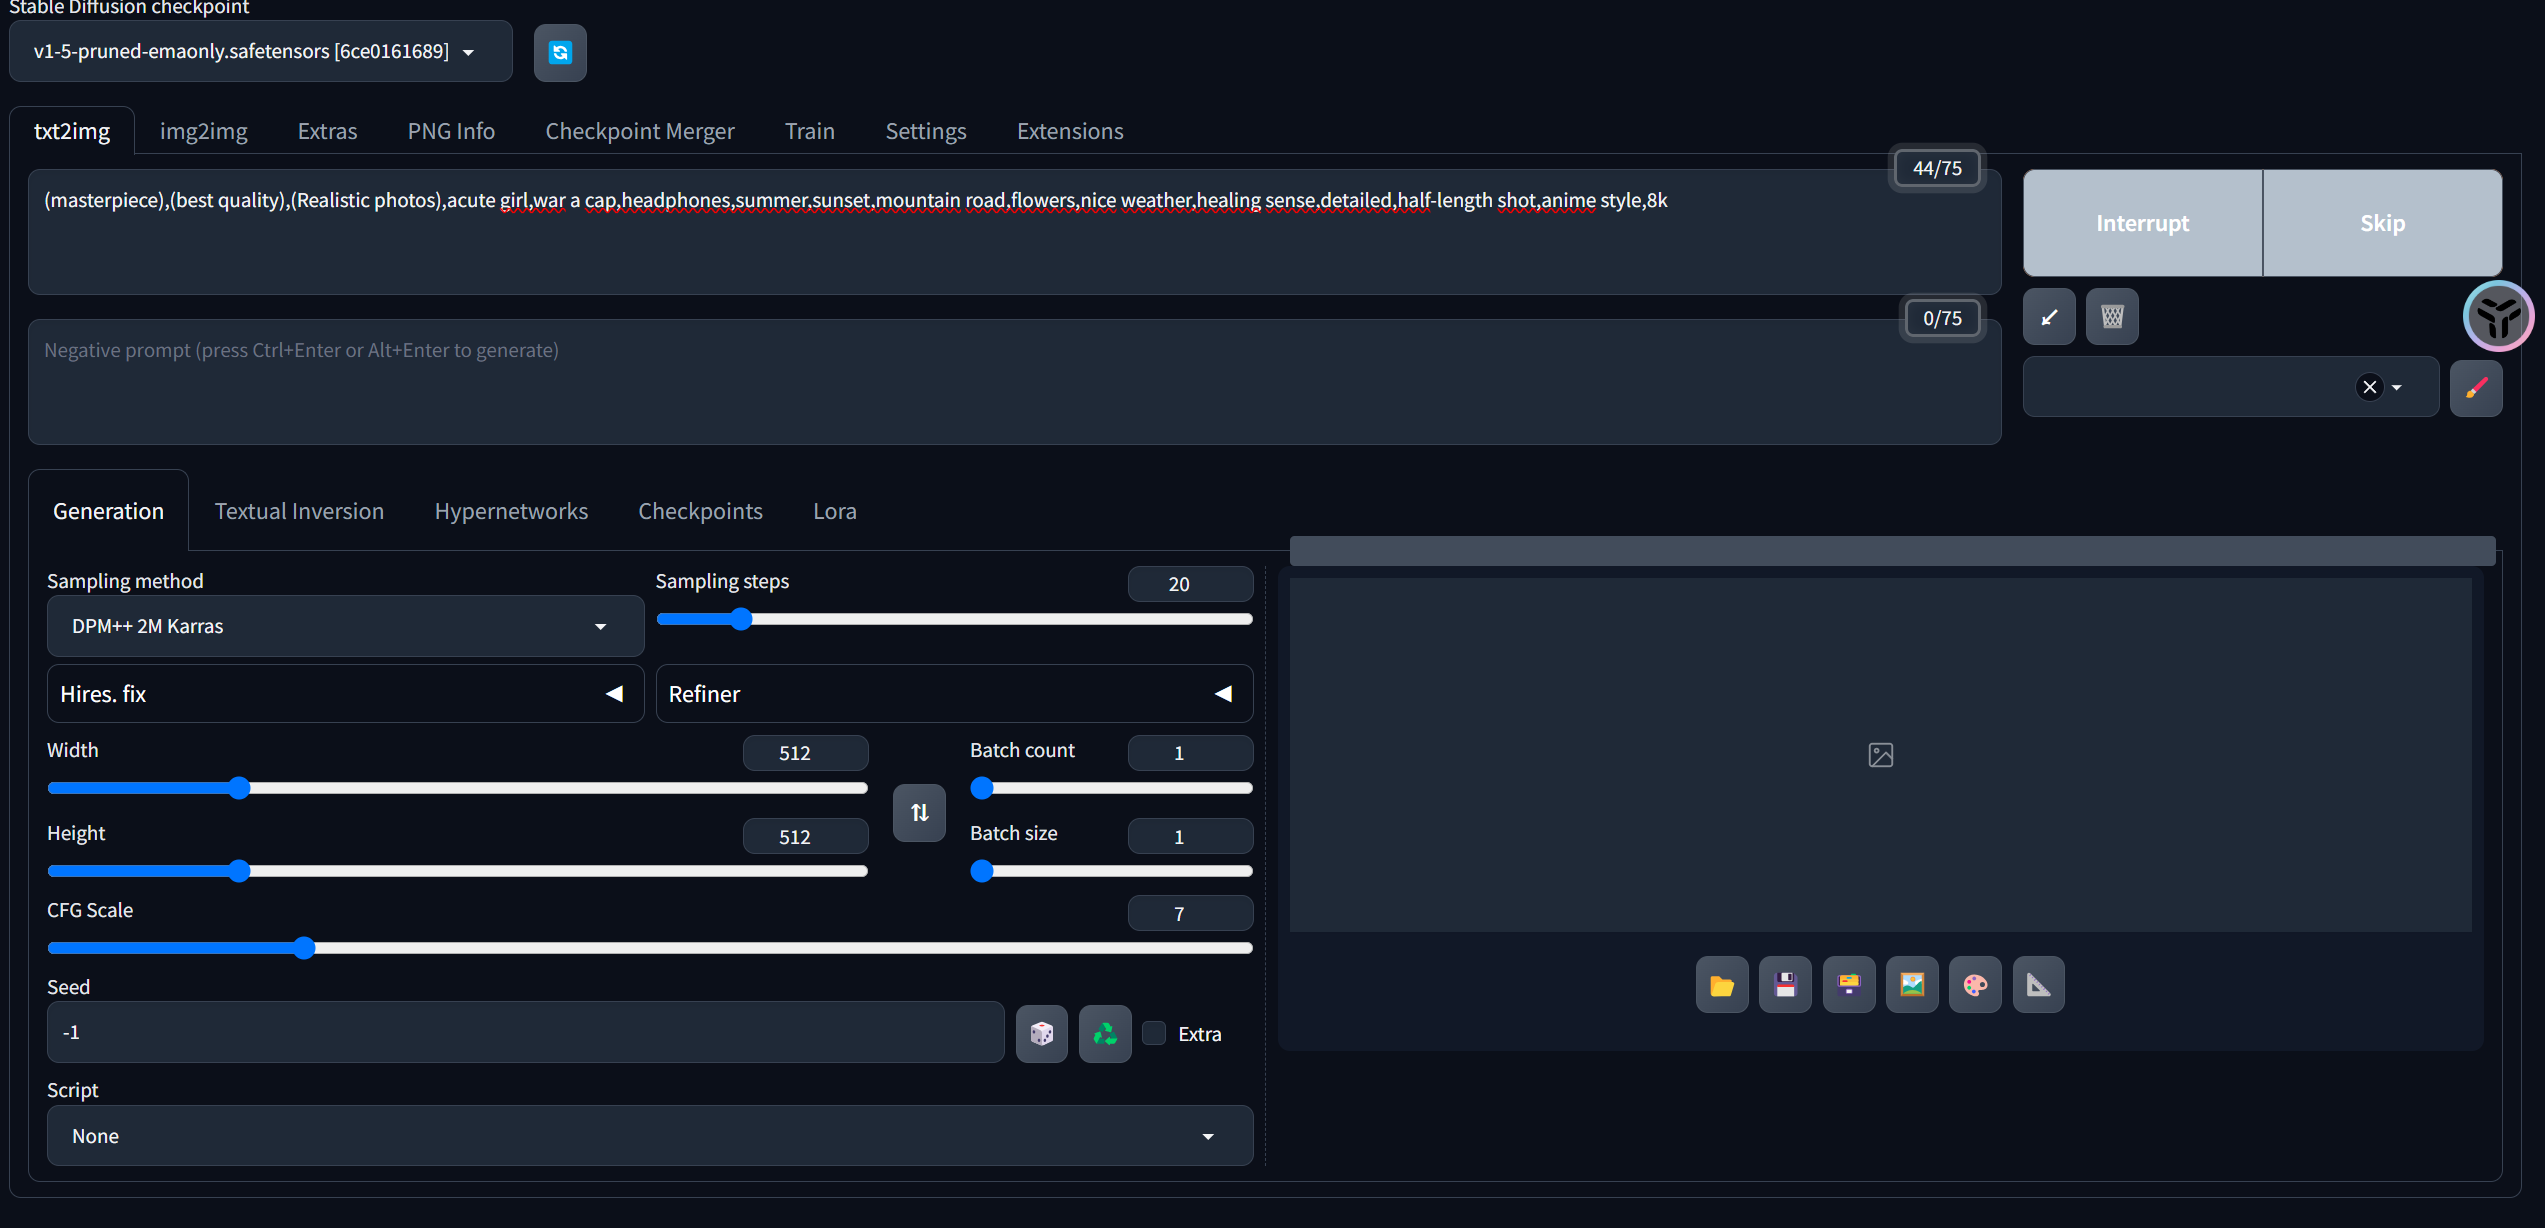 Stable Diffusion checkpoint
v1-5-pruned-emaonly.safetensors [6ce0161689]
txt2img img2img Extras PNG Info Checkpoint Merger Train Settings Extensions
44/75
(masterpiece),(best quality),(Realistic photos),acute girl,war a cap,headphones,summer,sunset,mountain road,flowers,nice weather,healing sense,detailed,half-length shot,anime style,8k
Interrupt Skip
0/75
Negative prompt (press Ctrl+Enter or Alt+Enter to generate)
Generation Textual Inversion Hypernetworks Checkpoints Lora
Sampling method
DPM++ 2M Karras
Sampling steps 20
Hires. fix
Refiner
Width 512
Height 512
Batch count 1
Batch size 1
CFG Scale 7
Seed
-1
Extra
Script
None